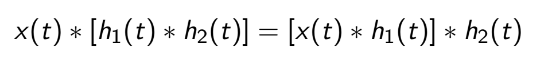 x(t) ∗ [h₁(t) ∗ h₂(t)] = [x(t) ∗ h₁(t)] ∗ h₂(t)